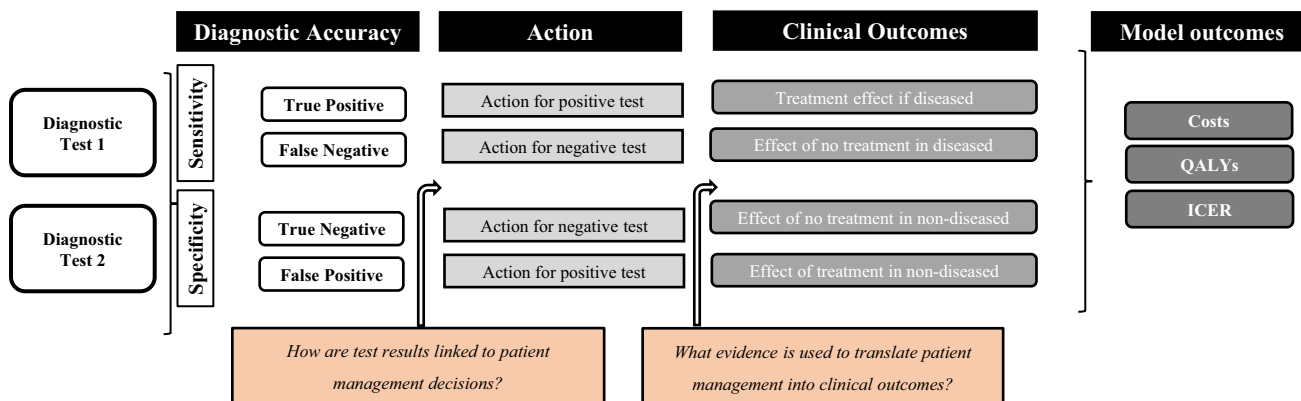 Diagnostic Accuracy
Action
Clinical Outcomes
Model outcomes
Diagnostic
Test 1
Diagnostic
Test 2
Sensitivity
Specificity
True Positive
False Negative
True Negative
False Positive
Action for positive test
Action for negative test
Action for negative test
Action for positive test
Treatment effect if diseased
Effect of no treatment in diseased
Effect of no treatment in non-diseased
Effect of treatment in non-diseased
Costs
QALYs
ICER
How are test results linked to patient
management decisions?
What evidence is used to translate patient
management into clinical outcomes?